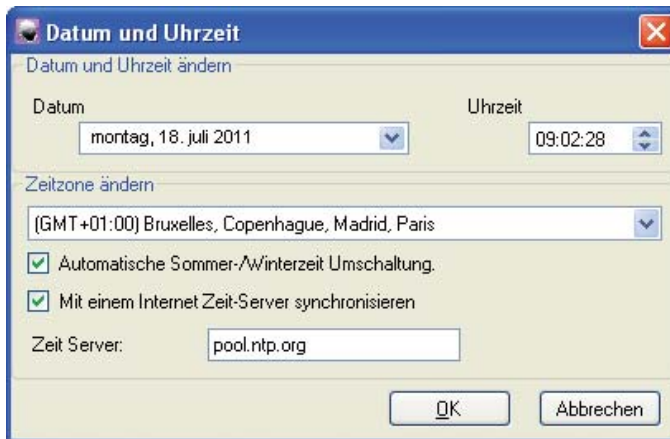 Datum und Uhrzeit
Datum und Uhrzeit ändern
Datum
Uhrzeit
montag, 18. juli 2011
09:02:28
Zeitzone ändern
(GMT+01:00) Bruxelles, Copenhague, Madrid, Paris
Automatische Sommer-/Winterzeit Umschaltung.
Mit einem Internet Zeit-Server synchronisieren
Zeit Server:
pool.ntp.org
OK
Abbrechen